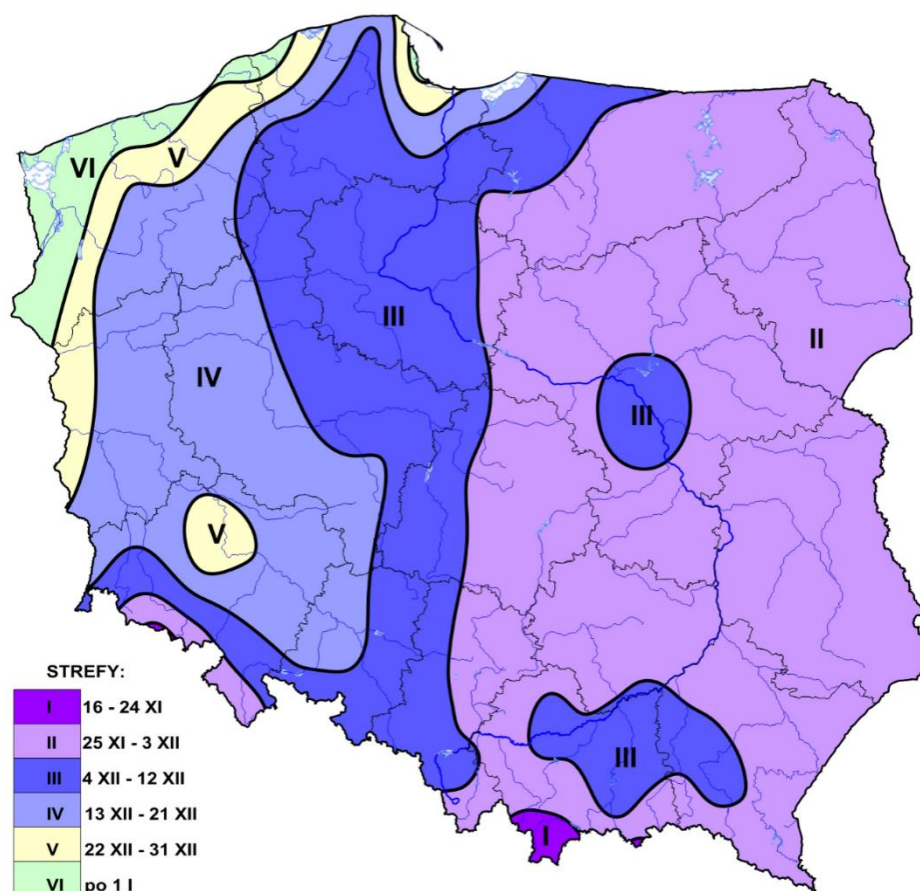 VI
V
III
II
IV
III
V
III
I
STREFY:
I 16 - 24 XI
II 25 XI - 3 XII
III 4 XII - 12 XII
IV 13 XII - 21 XII
V 22 XII - 31 XII
VI po 1 I